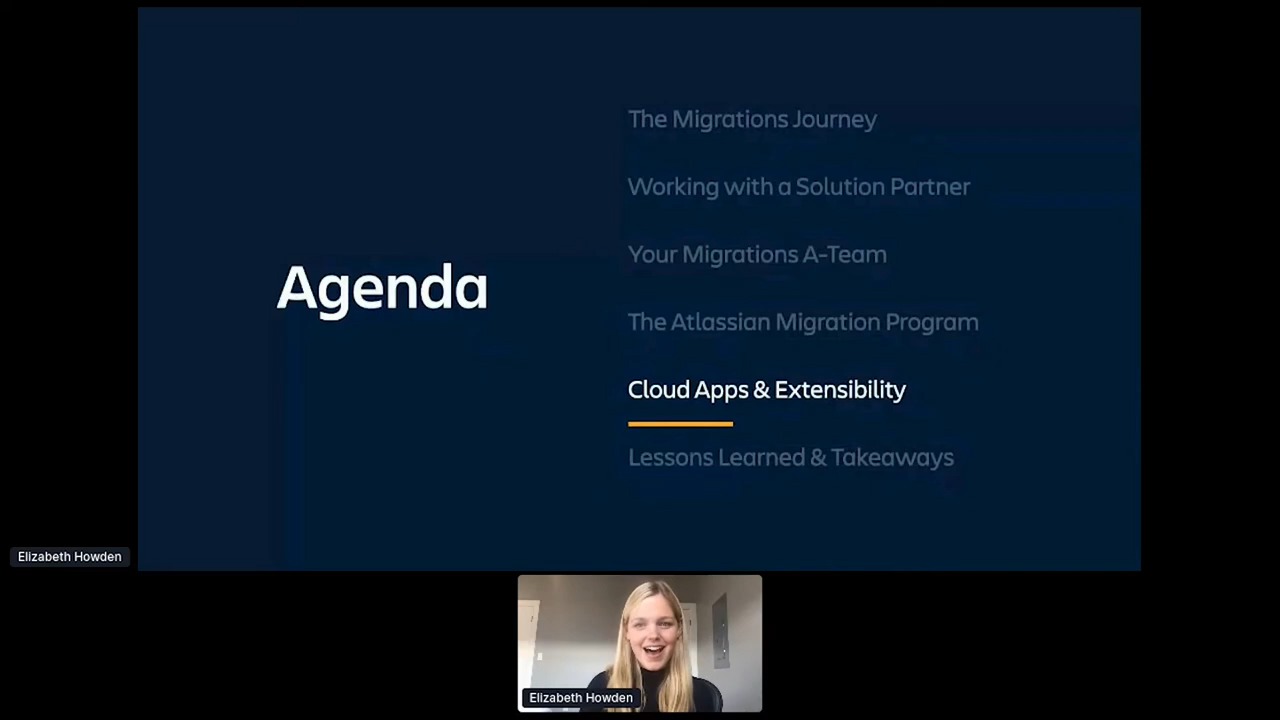 Agenda
The Migrations Journey
Working with a Solution Partner
Your Migrations A-Team
The Atlassian Migration Program
Cloud Apps & Extensibility
Lessons Learned & Takeaways
Elizabeth Howden
Elizabeth Howden